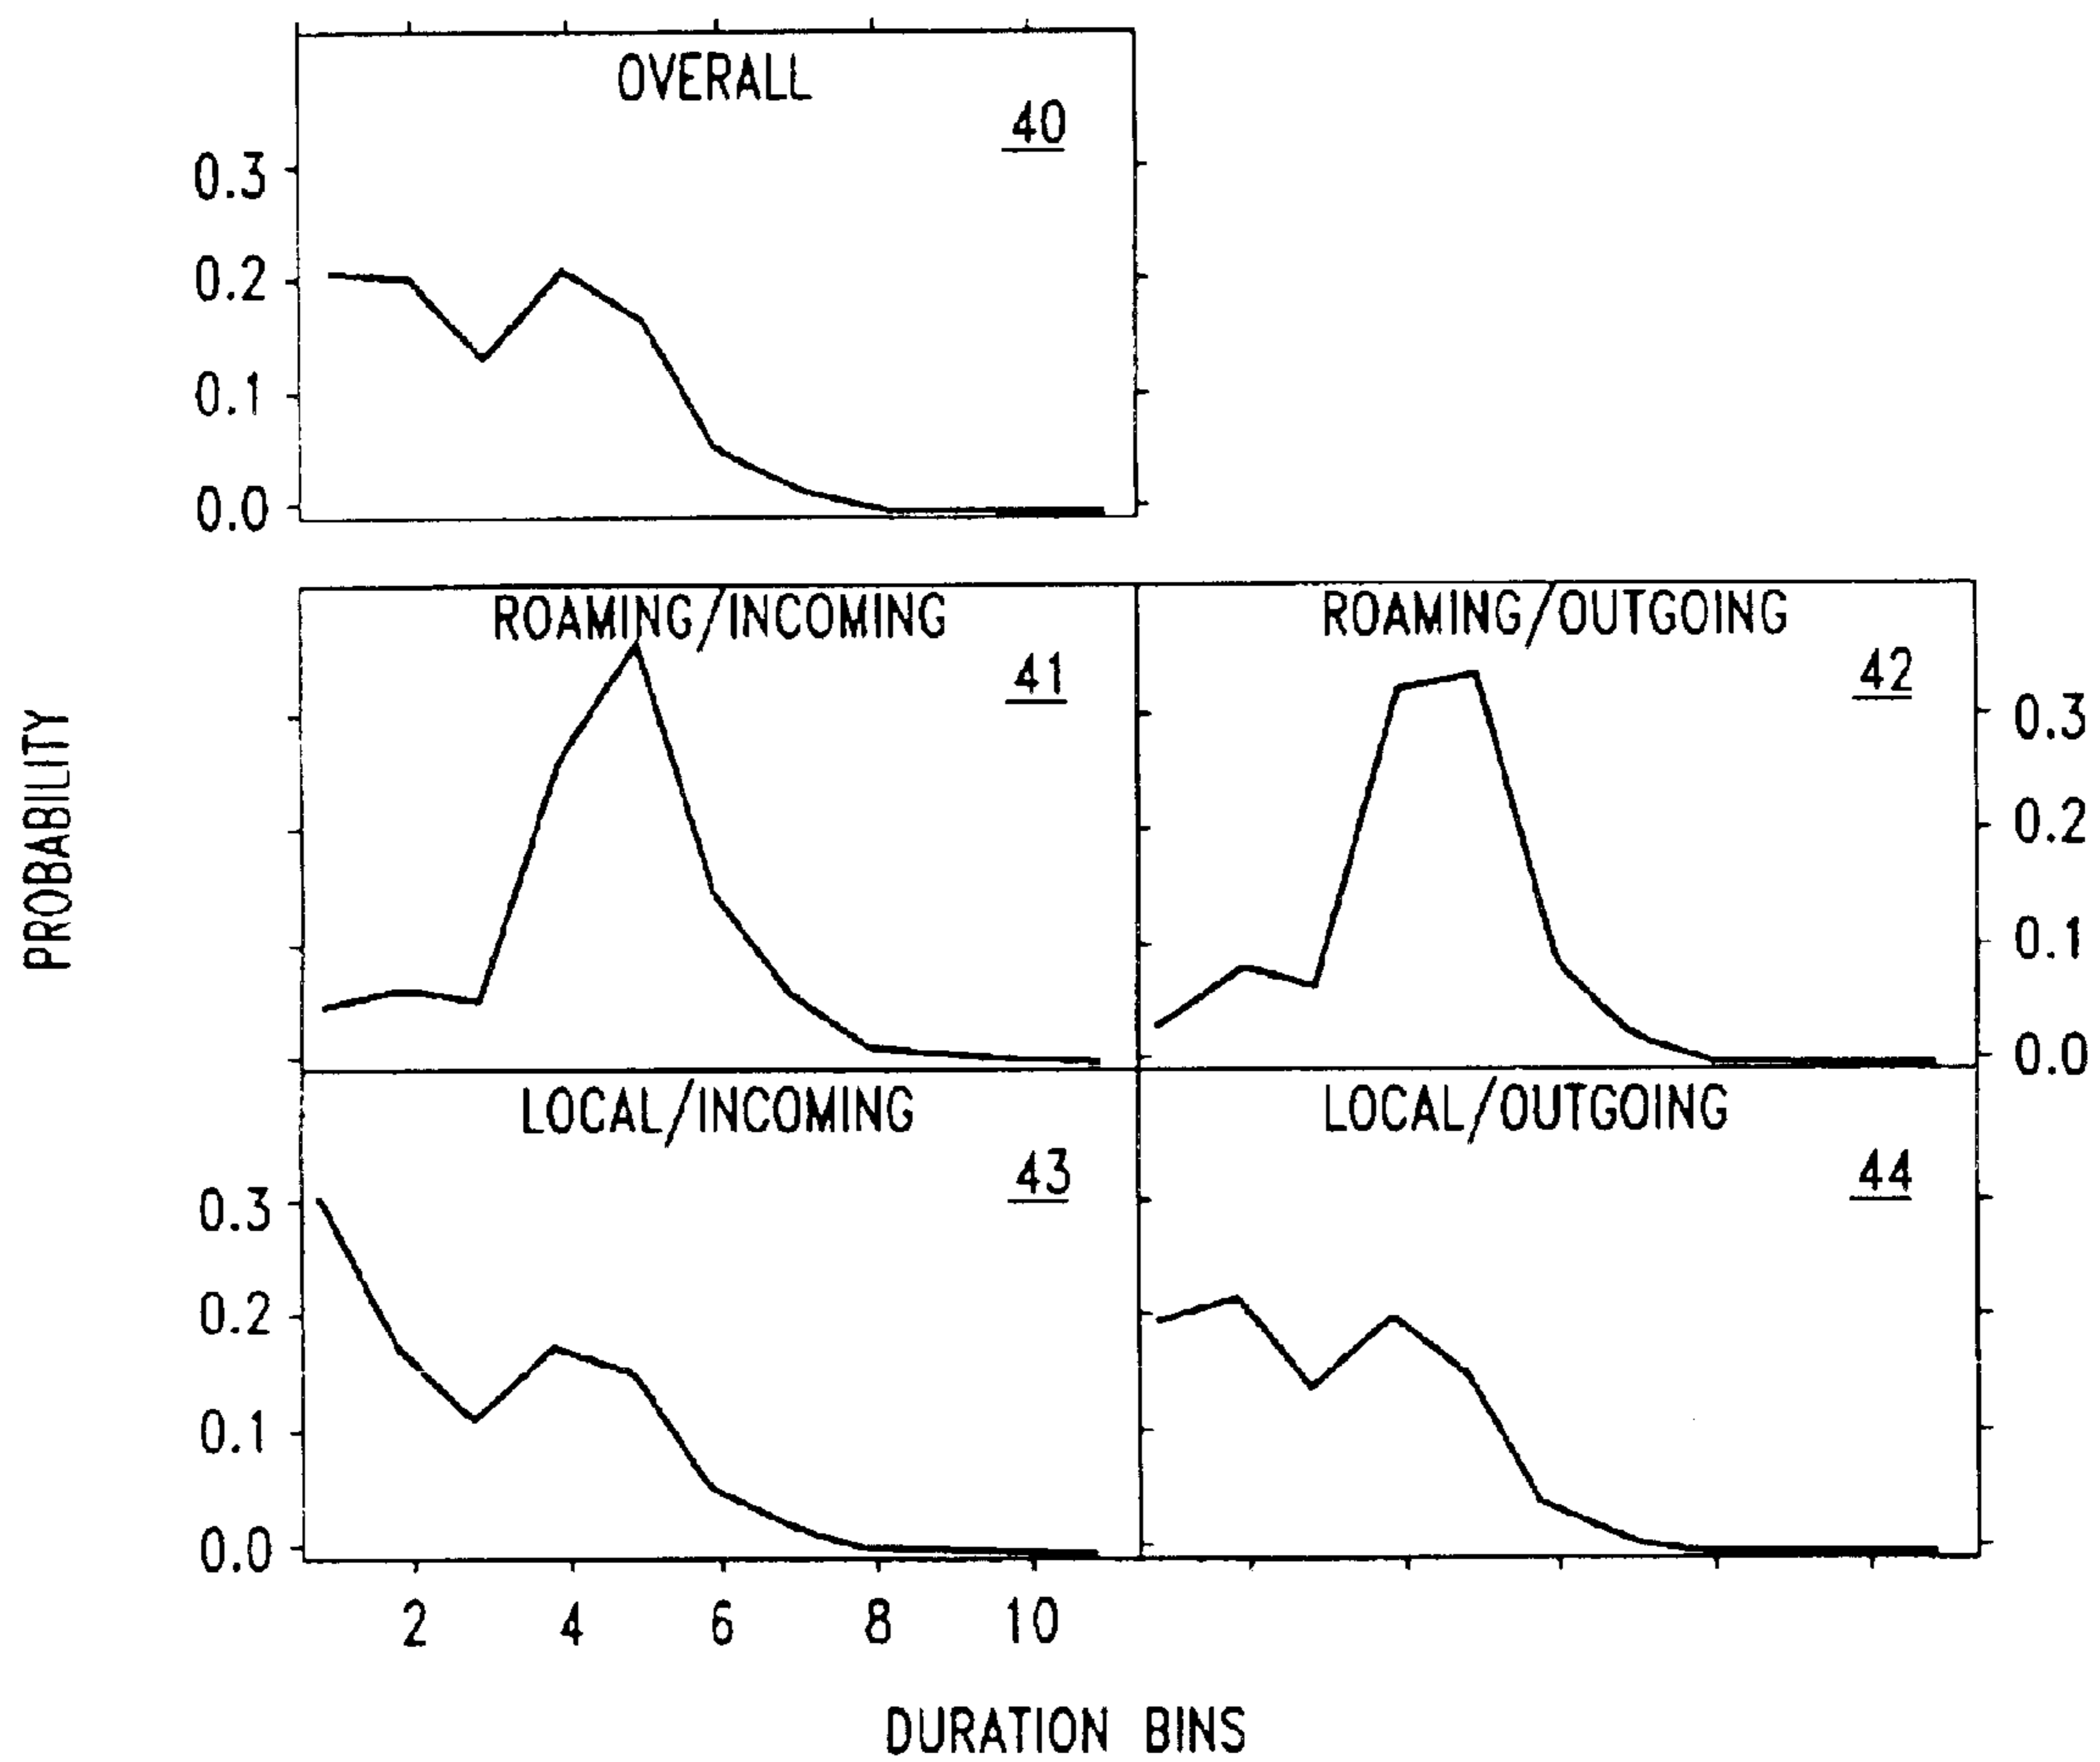 OVERALL
40
0.3
0.2
0.1
0.0
ROAMING/INCOMING
41
ROAMING/OUTGOING
42
0.3
0.2
0.1
0.0
PROBABILITY
LOCAL/INCOMING
43
LOCAL/OUTGOING
44
0.3
0.2
0.1
0.0
2 4 6 8 10
DURATION BINS